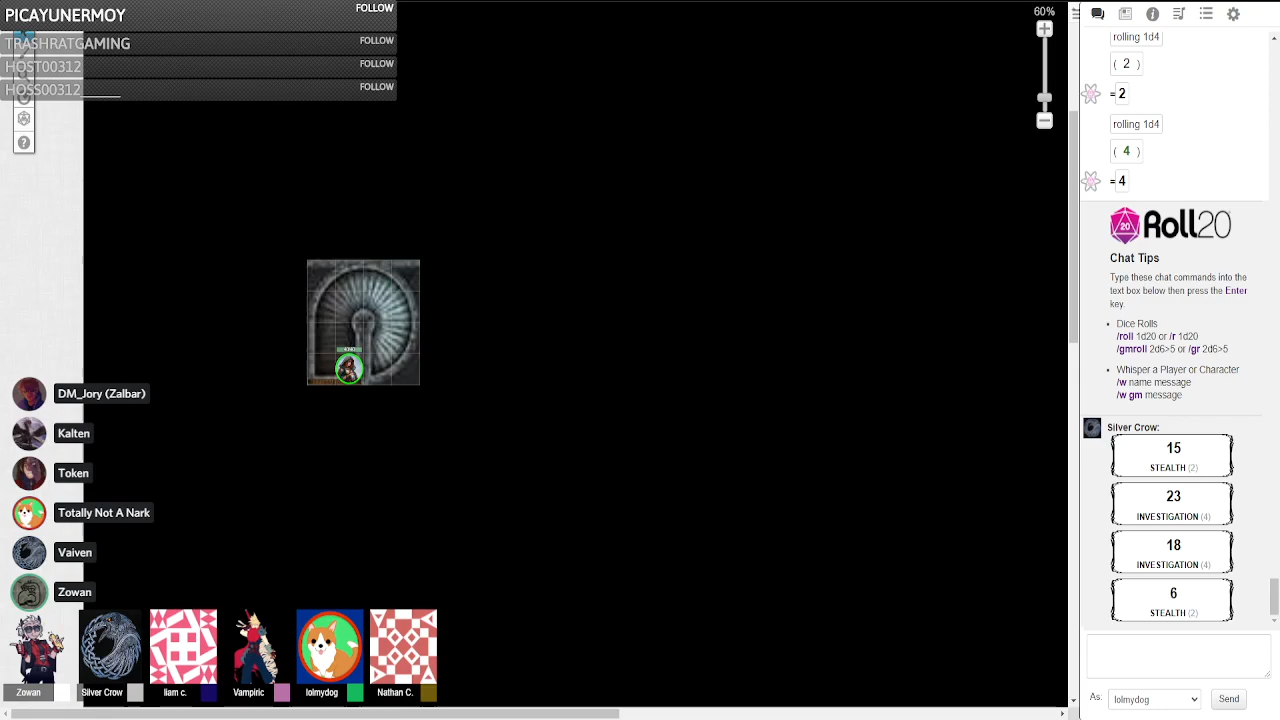 PICAYUNERMOY
FOLLOW
TRASHRATGAMING
FOLLOW
HOST00312
FOLLOW
HOSS00312
FOLLOW
60%
DM_Jory (Zalbar)
Kalten
Token
Totally Not A Nark
Vaiven
Zowan
Zowan
Silver Crow
liam c.
Vampiric
lolmydog
Nathan C.
rolling 1d4
( 2 )
=2
rolling 1d4
( 4 )
=4
20
Roll20
Chat Tips
Type these chat commands into the
text box below then press the Enter
key.
• Dice Rolls
/roll 1d20 or /r 1d20
/gmroll 2d6>5 or /gr 2d6>5
• Whisper a Player or Character
/w name message
/w gm message
Silver Crow:
15
STEALTH (2)
23
INVESTIGATION (4)
18
INVESTIGATION (4)
6
STEALTH (2)
As:
lolmydog
Send